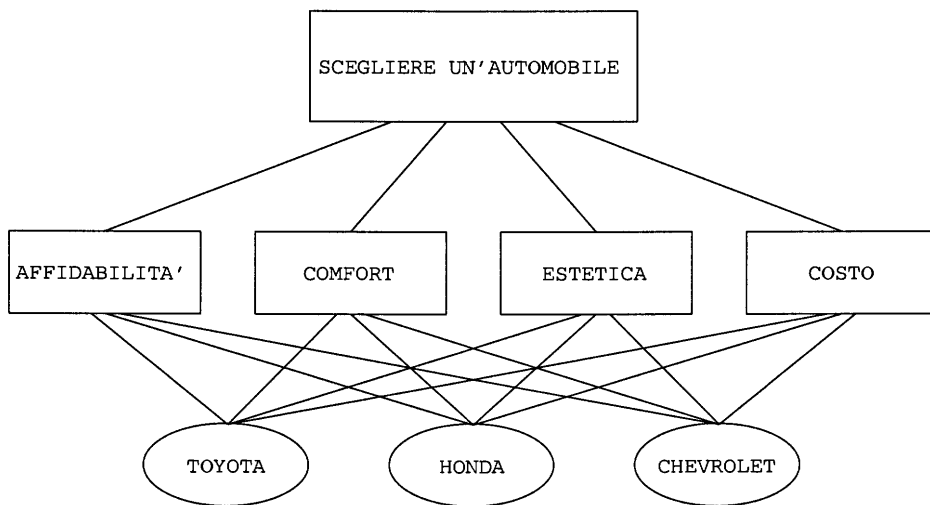 SCEGLIERE UN'AUTOMOBILE
AFFIDABILITA'
COMFORT
ESTETICA
COSTO
TOYOTA
HONDA
CHEVROLET